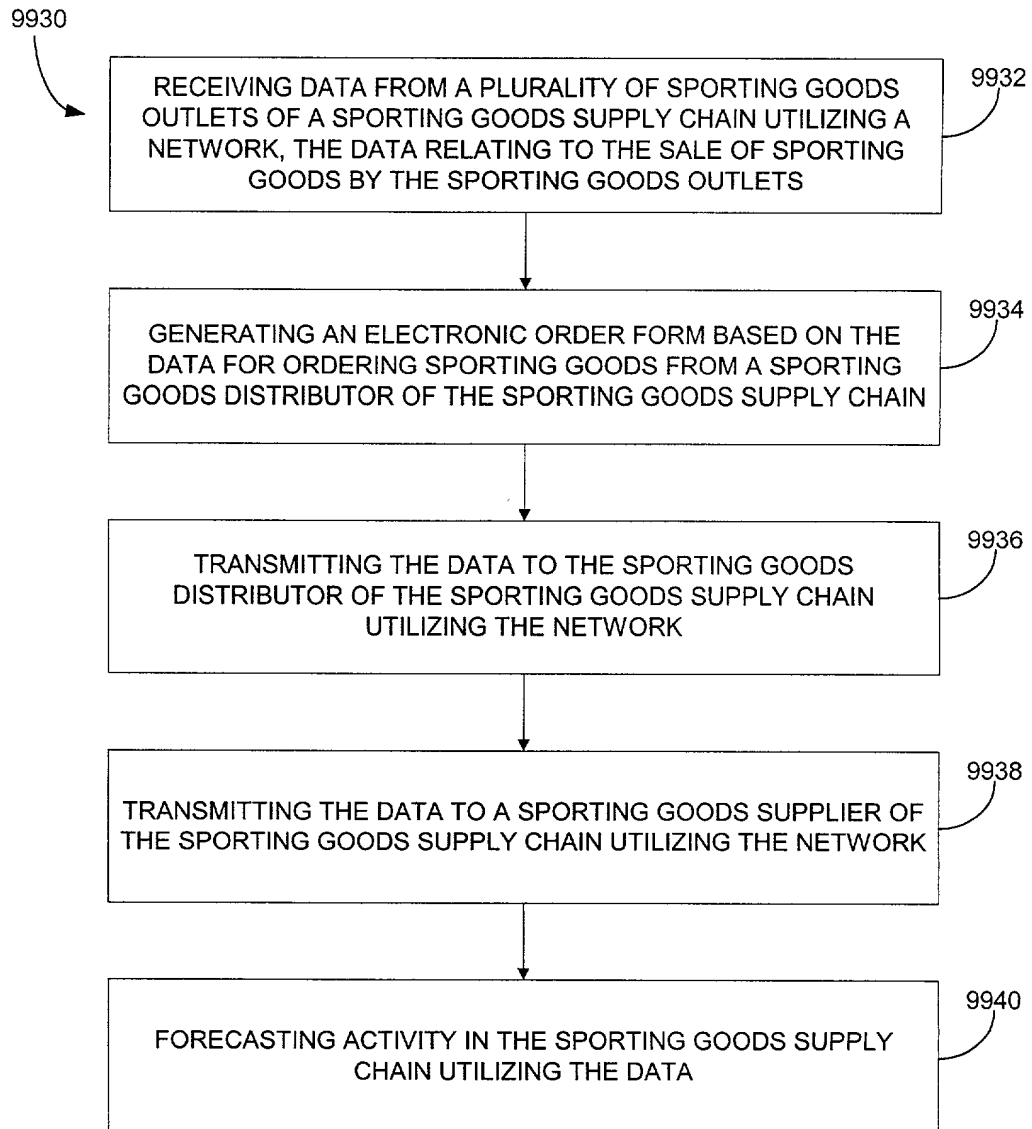 9930
RECEIVING DATA FROM A PLURALITY OF SPORTING GOODS
OUTLETS OF A SPORTING GOODS SUPPLY CHAIN UTILIZING A
NETWORK, THE DATA RELATING TO THE SALE OF SPORTING
GOODS BY THE SPORTING GOODS OUTLETS
9932
GENERATING AN ELECTRONIC ORDER FORM BASED ON THE
DATA FOR ORDERING SPORTING GOODS FROM A SPORTING
GOODS DISTRIBUTOR OF THE SPORTING GOODS SUPPLY CHAIN
9934
TRANSMITTING THE DATA TO THE SPORTING GOODS
DISTRIBUTOR OF THE SPORTING GOODS SUPPLY CHAIN
UTILIZING THE NETWORK
9936
TRANSMITTING THE DATA TO A SPORTING GOODS SUPPLIER OF
THE SPORTING GOODS SUPPLY CHAIN UTILIZING THE NETWORK
9938
FORECASTING ACTIVITY IN THE SPORTING GOODS SUPPLY
CHAIN UTILIZING THE DATA
9940